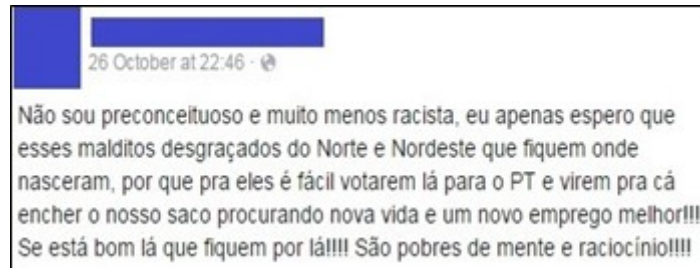 26 October at 22:46 ·
Não sou preconceituoso e muito menos racista, eu apenas espero que
esses malditos desgraçados do Norte e Nordeste que fiquem onde
nasceram, por que pra eles é fácil votarem lá para o PT e virem pra cá
encher o nosso saco procurando nova vida e um novo emprego melhor!!!
Se está bom lá que fiquem por lá!!!! São pobres de mente e raciocínio!!!!